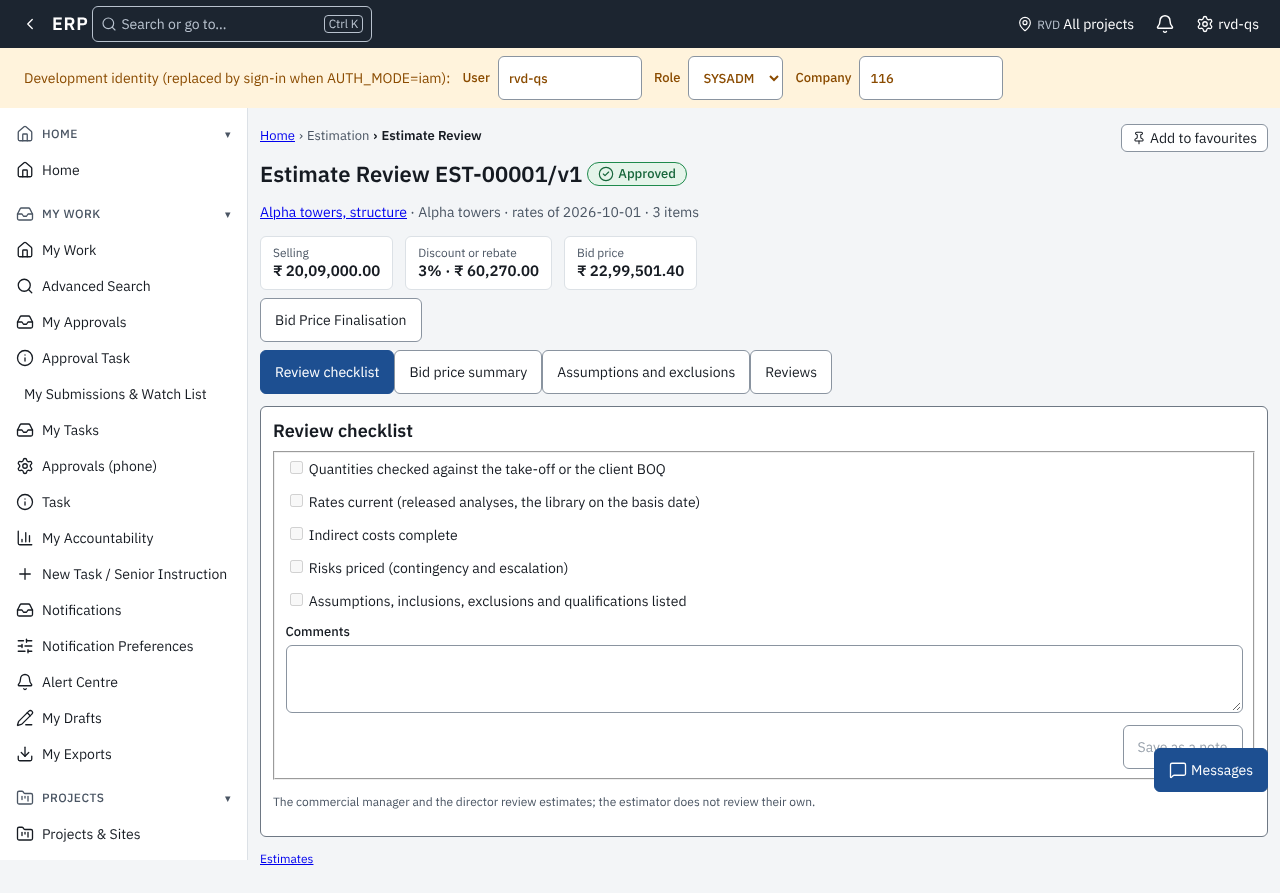 ERP Search or go to... Ctrl K RVD All projects rvd-qs
Development identity (replaced by sign-in when AUTH_MODE=iam): User rvd-qs Role SYSADM Company 116
HOME
Home
MY WORK
My Work
Advanced Search
My Approvals
Approval Task
My Submissions & Watch List
My Tasks
Approvals (phone)
Task
My Accountability
New Task / Senior Instruction
Notifications
Notification Preferences
Alert Centre
My Drafts
My Exports
PROJECTS
Projects & Sites
Home › Estimation › Estimate Review
Add to favourites
Estimate Review EST-00001/v1 Approved
Alpha towers, structure · Alpha towers · rates of 2026-10-01 · 3 items
Selling
₹ 20,09,000.00
Discount or rebate
3% · ₹ 60,270.00
Bid price
₹ 22,99,501.40
Bid Price Finalisation
Review checklist Bid price summary Assumptions and exclusions Reviews
Review checklist
Quantities checked against the take-off or the client BOQ
Rates current (released analyses, the library on the basis date)
Indirect costs complete
Risks priced (contingency and escalation)
Assumptions, inclusions, exclusions and qualifications listed
Comments
Save as a note
Messages
The commercial manager and the director review estimates; the estimator does not review their own.
Estimates